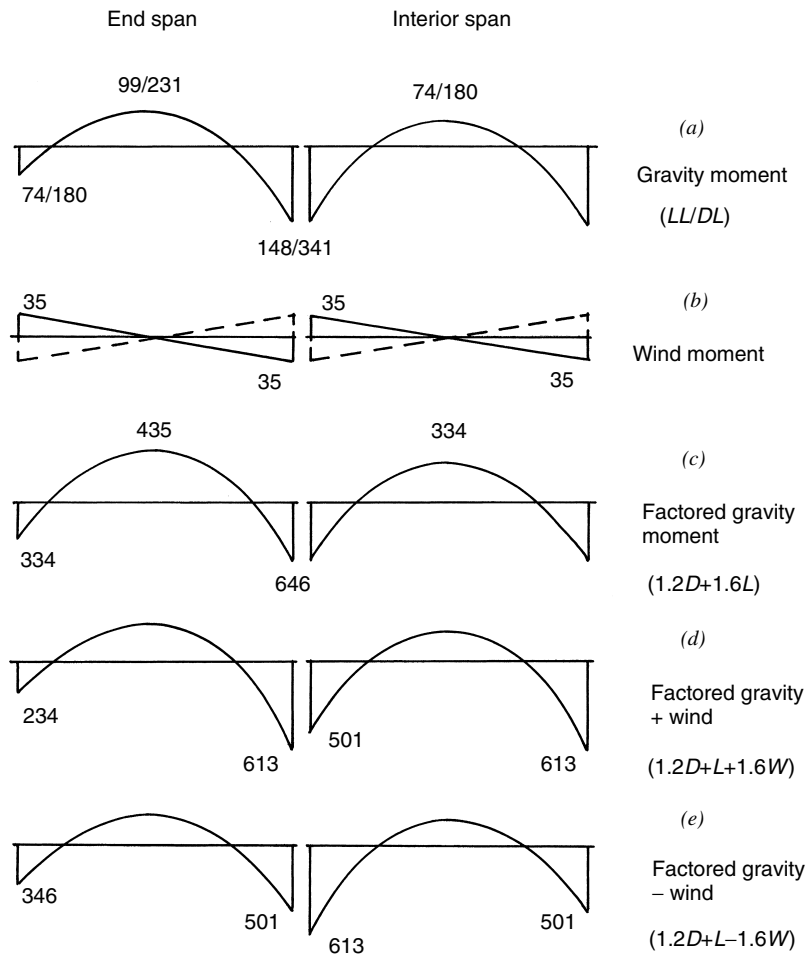 End span
Interior span
99/231
74/180
74/180
148/341
(a)
Gravity moment
(LL/DL)
35
35
35
35
(b)
Wind moment
435
334
334
646
(c)
Factored gravity
moment
(1.2D+1.6L)
234
613
501
613
(d)
Factored gravity
+ wind
(1.2D+L+1.6W)
346
501
613
501
(e)
Factored gravity
– wind
(1.2D+L–1.6W)